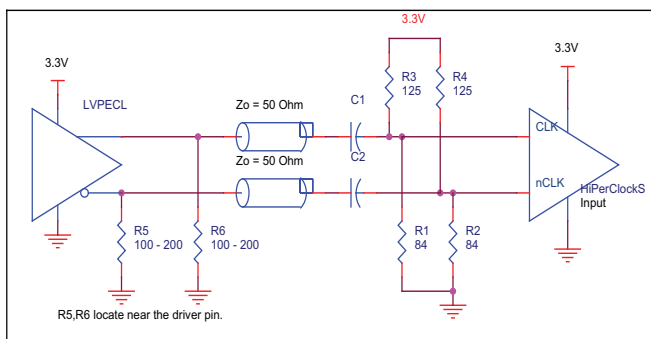 3.3V
3.3V
LVPECL
Zo = 50 Ohm
C1
R3
125
R4
125
3.3V
Zo = 50 Ohm
C2
CLK
nCLK
HiPerClockS
Input
R5
100 - 200
R6
100 - 200
R1
84
R2
84
R5,R6 locate near the driver pin.